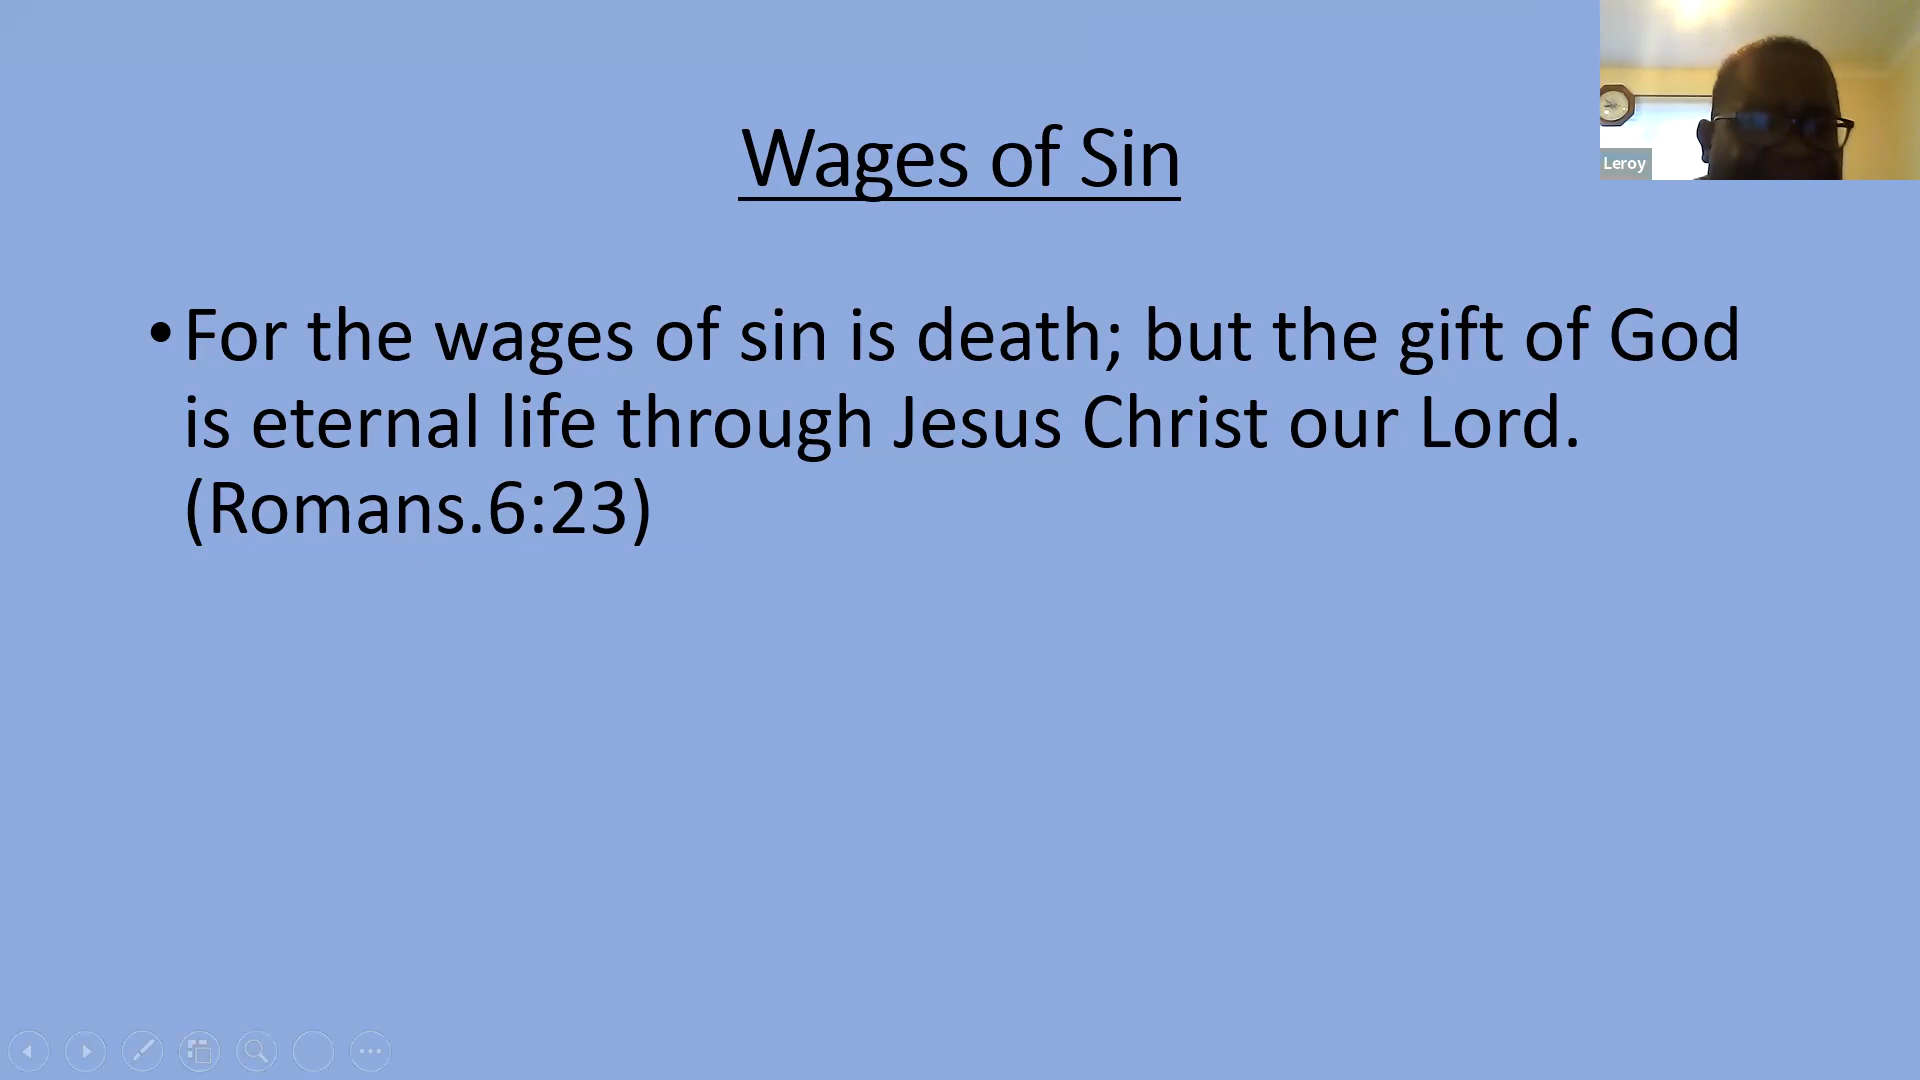 Wages of Sin
Leroy
•For the wages of sin is death; but the gift of God
is eternal life through Jesus Christ our Lord.
(Romans.6:23)